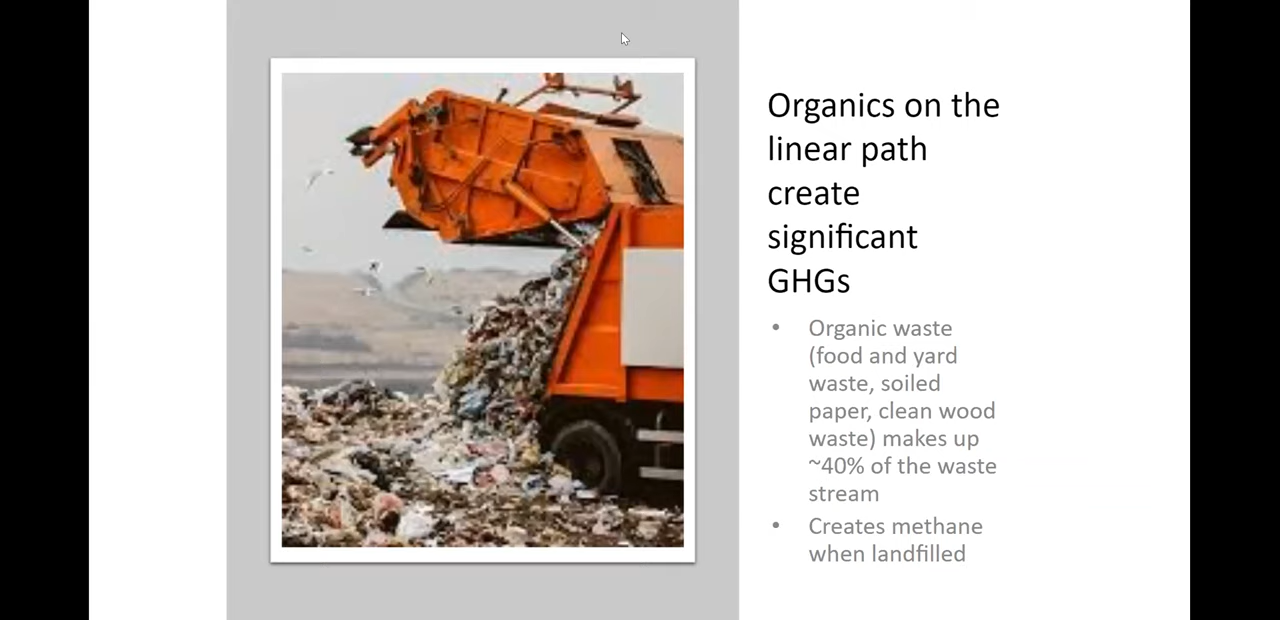 Organics on the
linear path
create
significant
GHGs
• Organic waste
(food and yard
waste, soiled
paper, clean wood
waste) makes up
~40% of the waste
stream
• Creates methane
when landfilled